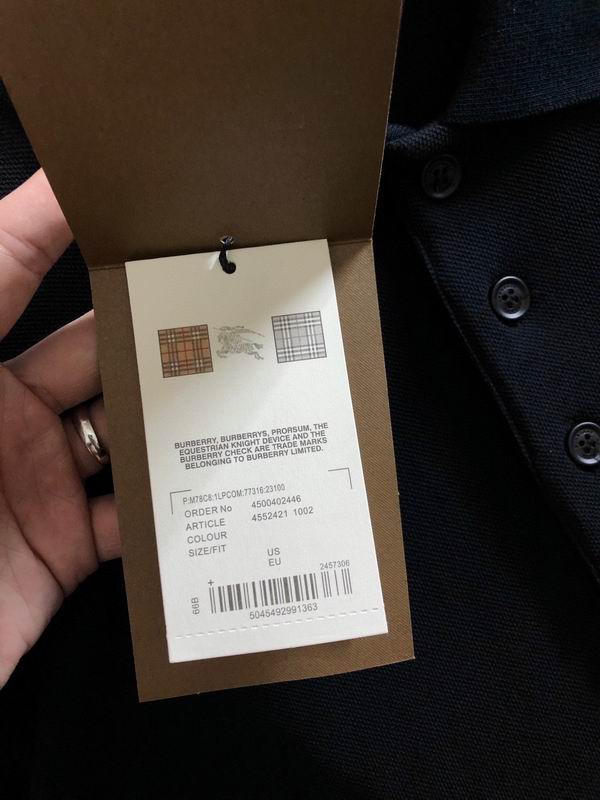 BURBERRY, BURBERRYS, PRORSUM, THE
EQUESTRIAN KNIGHT DEVICE AND THE
BURBERRY CHECK ARE TRADE MARKS
BELONGING TO BURBERRY LIMITED.
P:M78C8:1LPCOM:77316:23100
ORDER No 4500402446
ARTICLE 4552421 1002
COLOUR
SIZE/FIT US
EU
2457306
+
66B
5045492991363